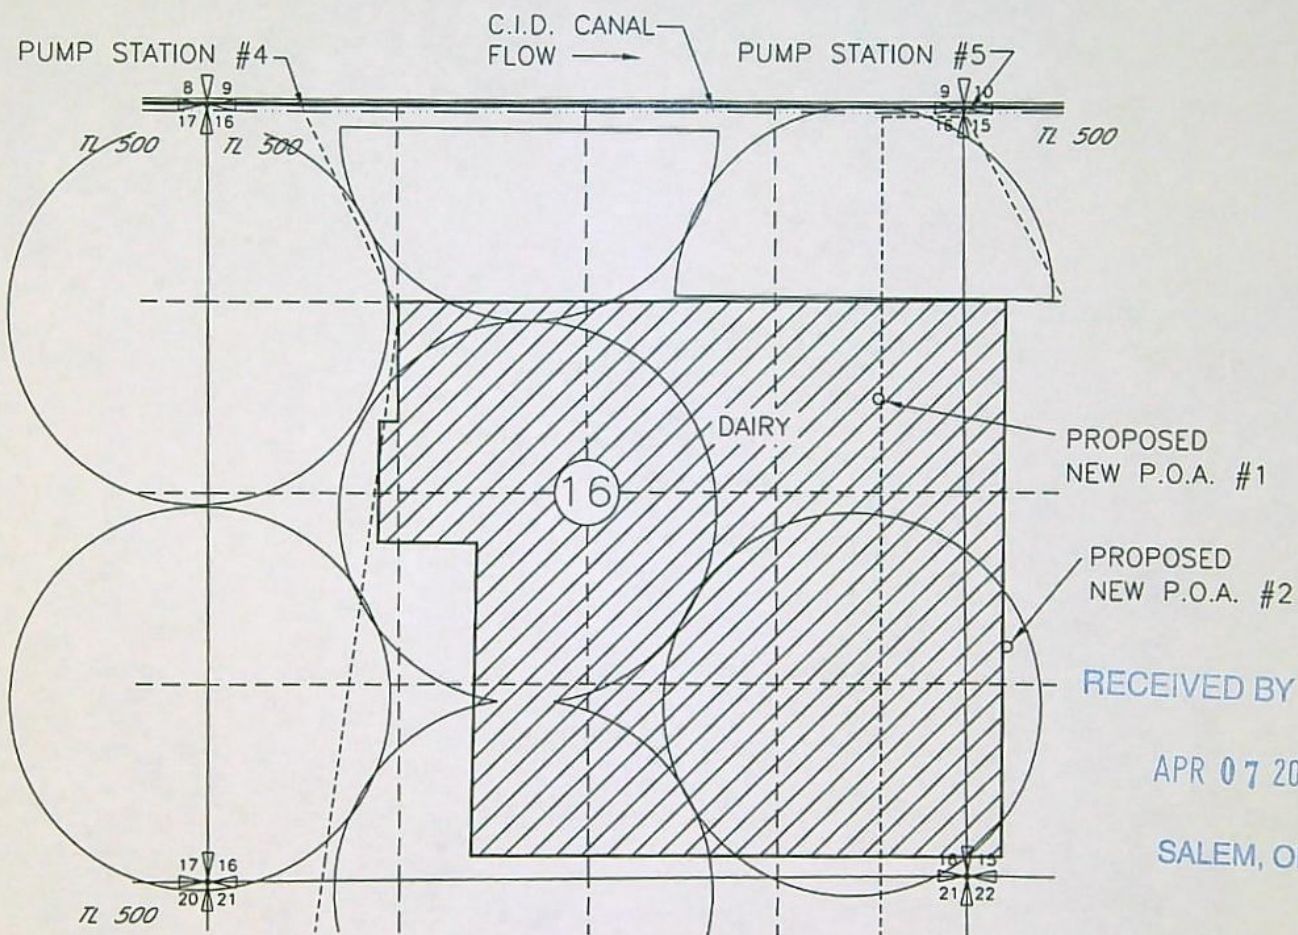 C.I.D. CANAL
FLOW
PUMP STATION #4
PUMP STATION #5
8 9
17 16
9 10
16 15
TL 500
TL 500
TL 500
DAIRY
16
PROPOSED
NEW P.O.A. #1
PROPOSED
NEW P.O.A. #2
RECEIVED BY
APR 07 20
SALEM, O
17 16
20 21
16 15
21 22
TL 500